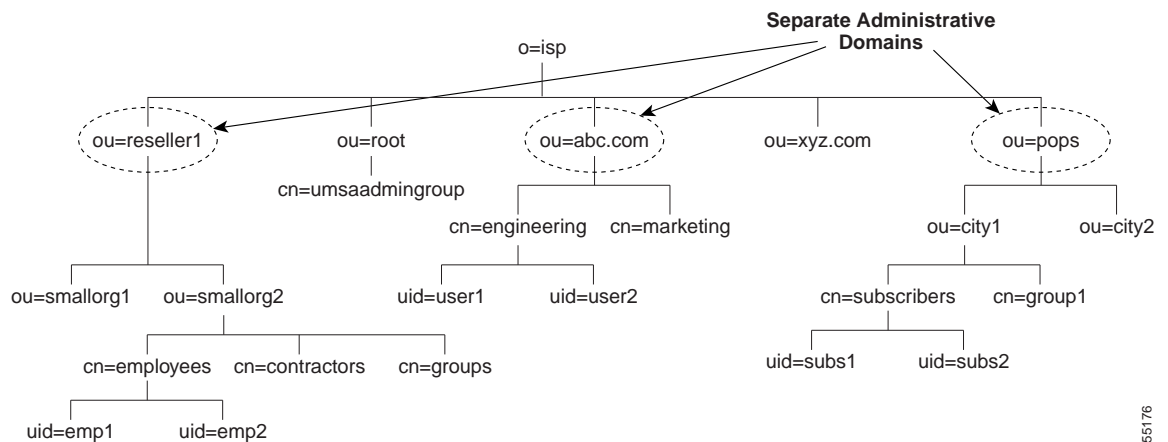 Separate Administrative
Domains
o=isp
ou=reseller1
ou=root
ou=abc.com
ou=xyz.com
ou=pops
cn=umsaadmingroup
cn=engineering
cn=marketing
ou=city1
ou=city2
ou=smallorg1
ou=smallorg2
uid=user1
uid=user2
cn=subscribers
cn=group1
cn=employees
cn=contractors
cn=groups
uid=subs1
uid=subs2
uid=emp1
uid=emp2
55176